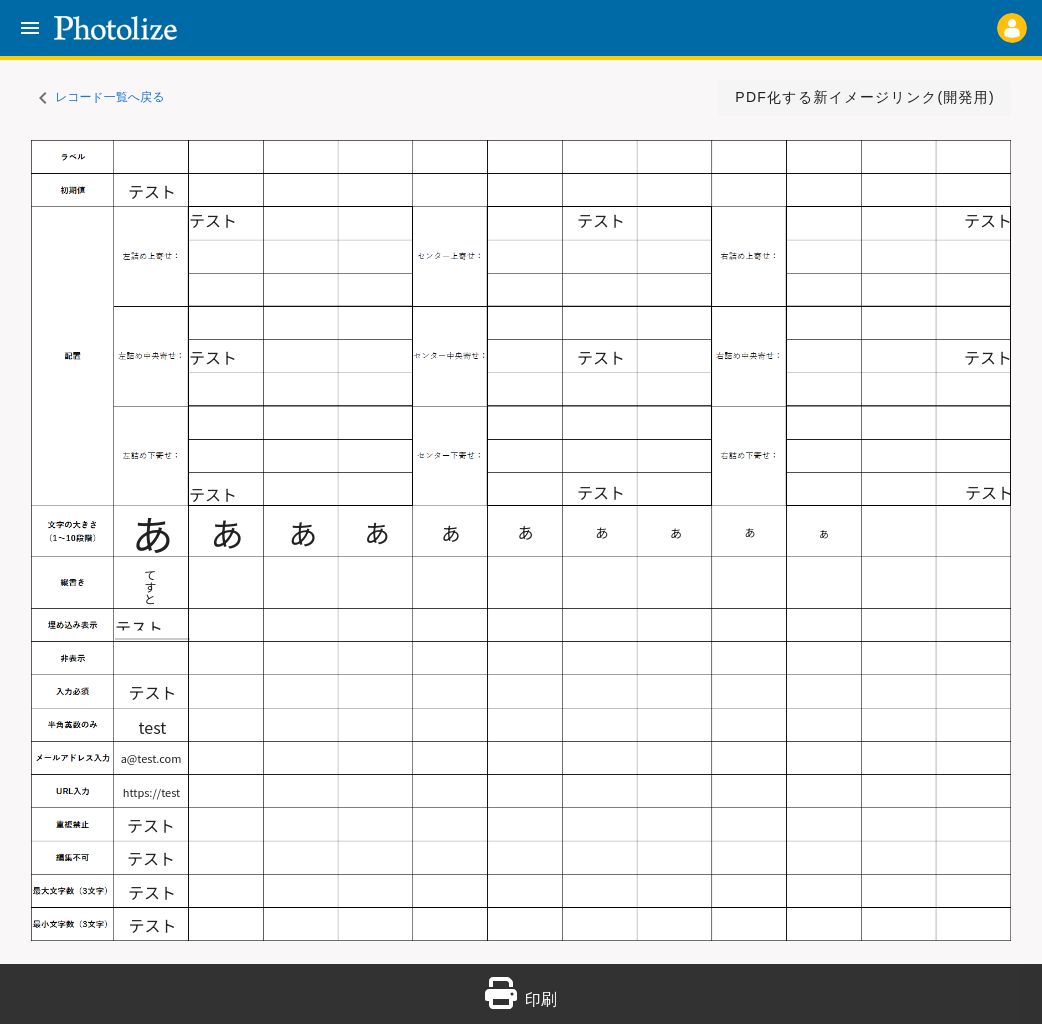 Photolize
レコード一覧へ戻る
PDF化する新イメージリンク(開発用)
ラベル
初期値 テスト
配置
左詰め上寄せ： テスト センター上寄せ： テスト 右詰め上寄せ： テスト
左詰め中央寄せ： テスト センター中央寄せ： テスト 右詰め中央寄せ： テスト
左詰め下寄せ： テスト センター下寄せ： テスト 右詰め下寄せ： テスト
文字の大きさ
（1～10段階）
あ あ あ あ あ あ あ あ あ あ
縦書き てすと
埋め込み表示 テスト
非表示
入力必須 テスト
半角英数のみ test
メールアドレス入力 a@test.com
URL入力 https://test
重複禁止 テスト
編集不可 テスト
最大文字数（3文字） テスト
最小文字数（3文字） テスト
印刷